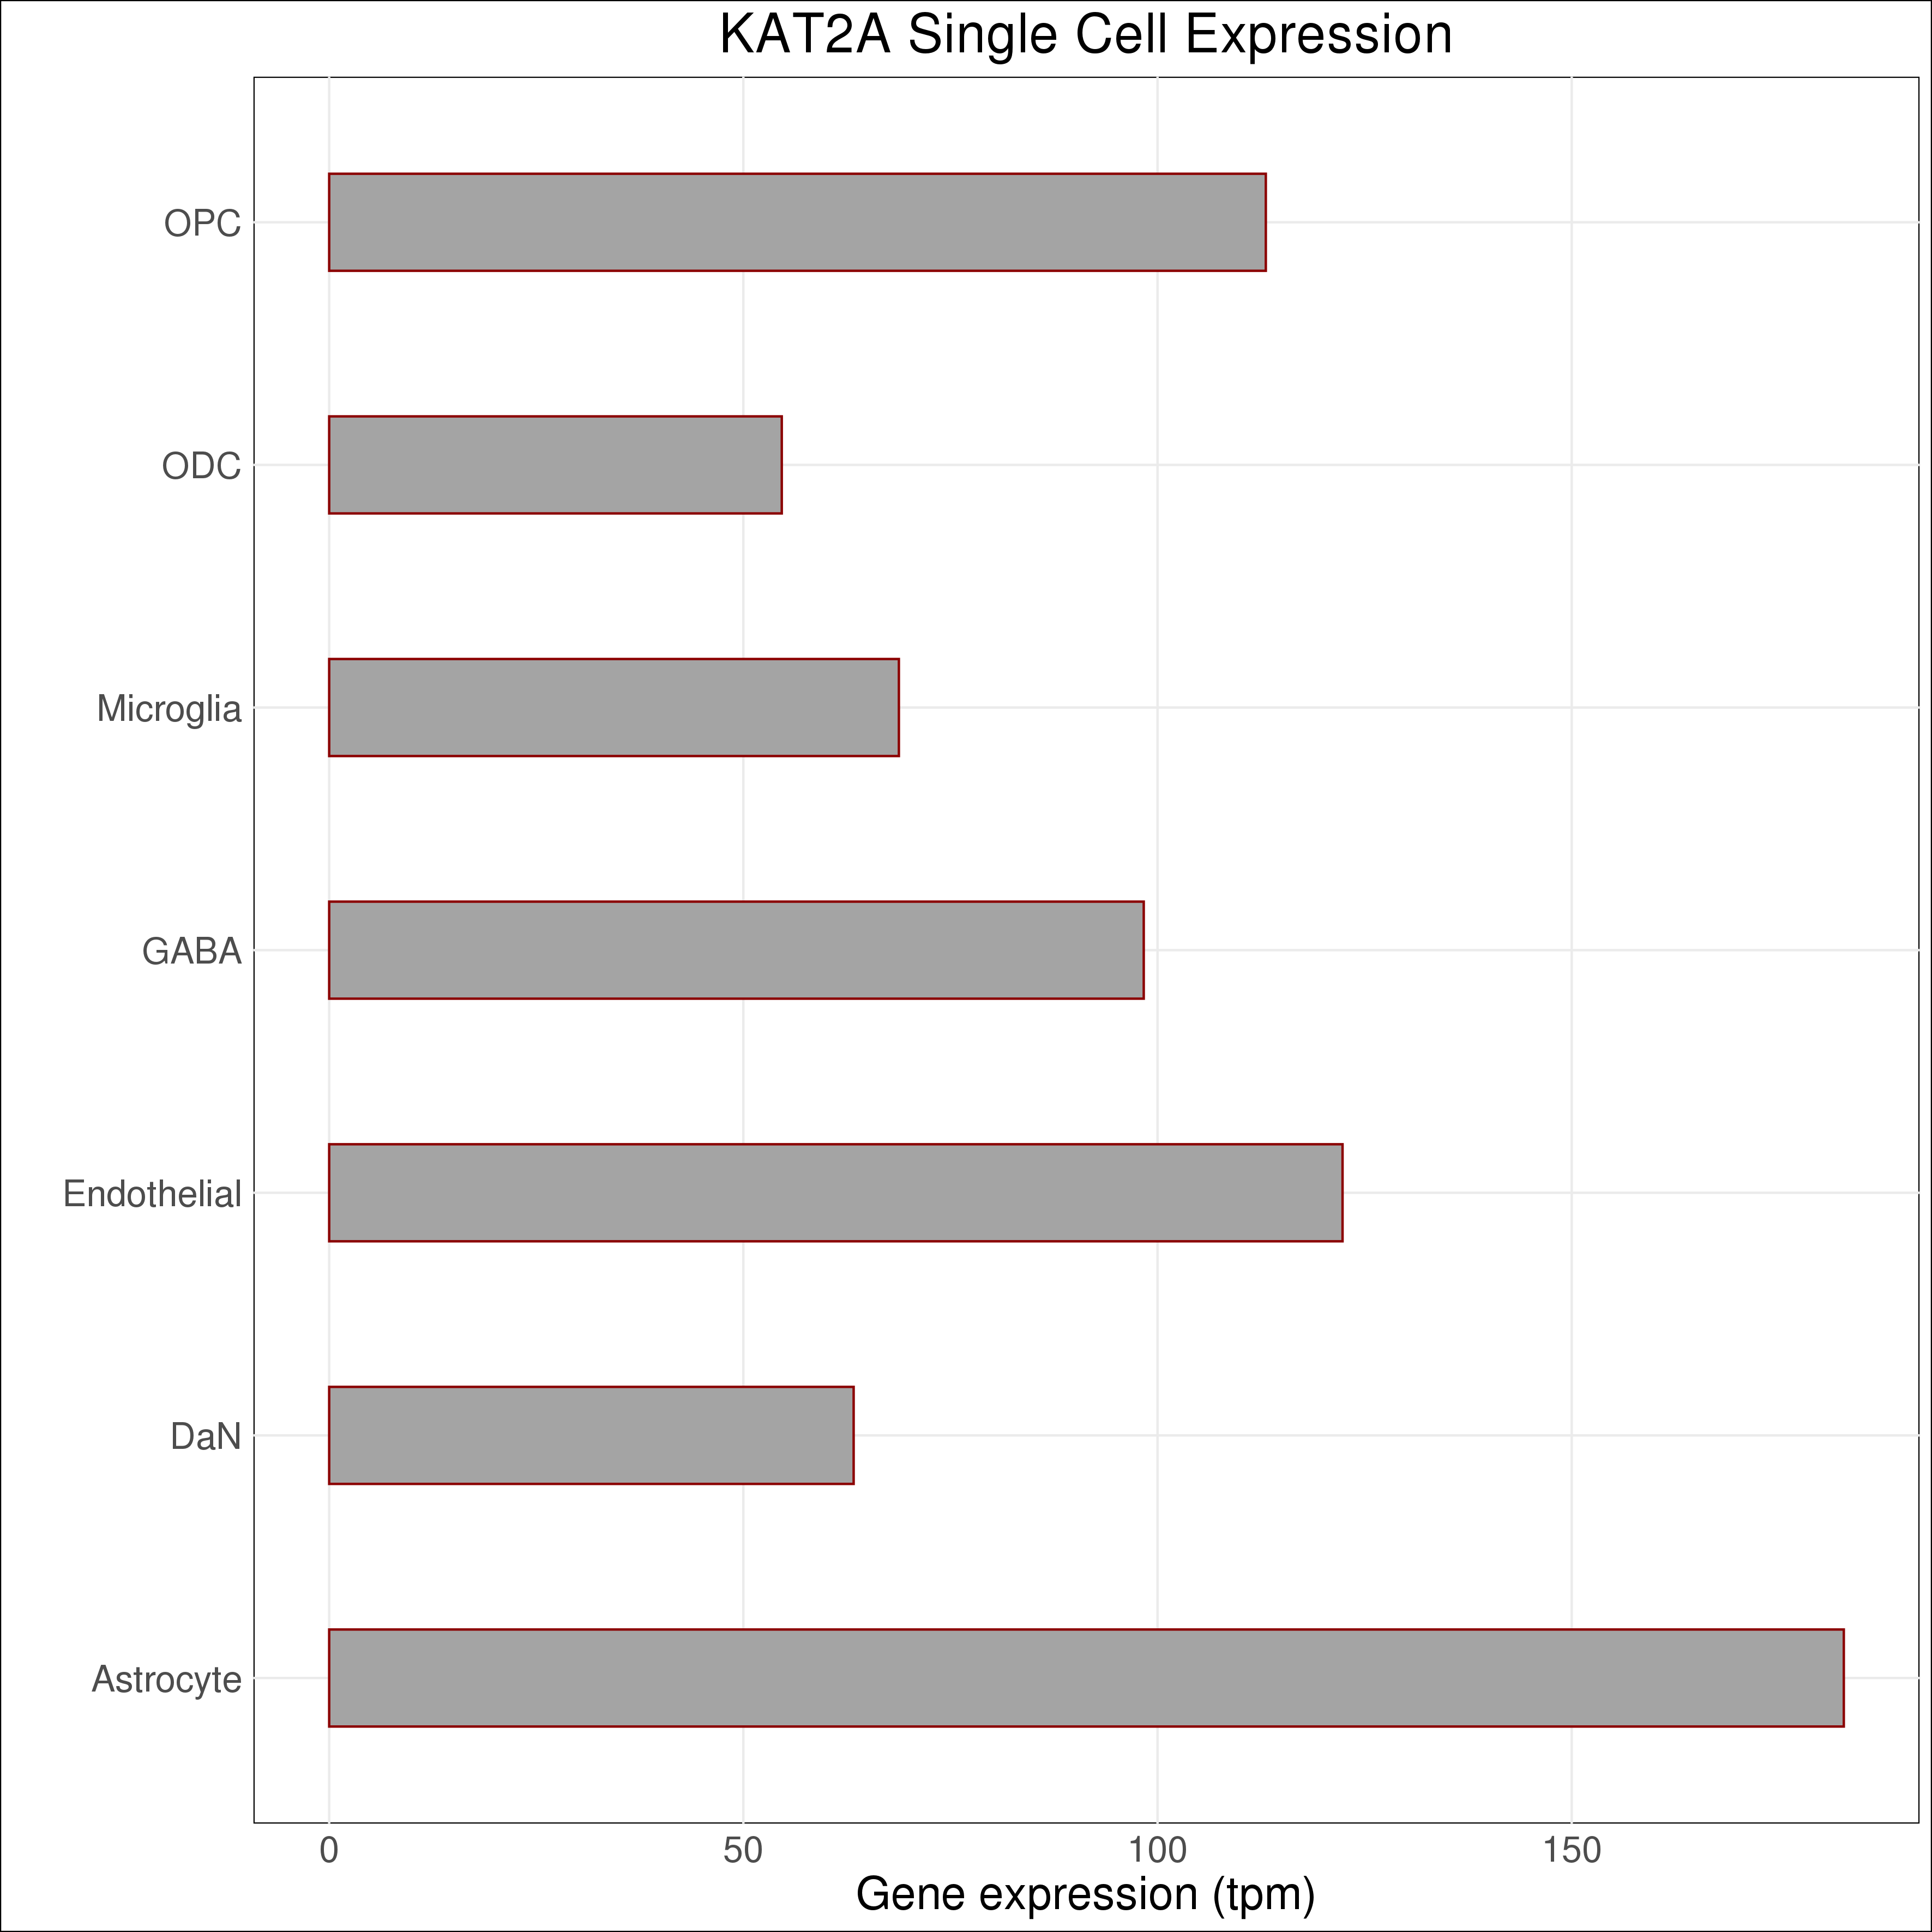 KAT2A Single Cell Expression
OPC
ODC
Microglia
GABA
Endothelial
DaN
Astrocyte
0 50 100 150
Gene expression (tpm)